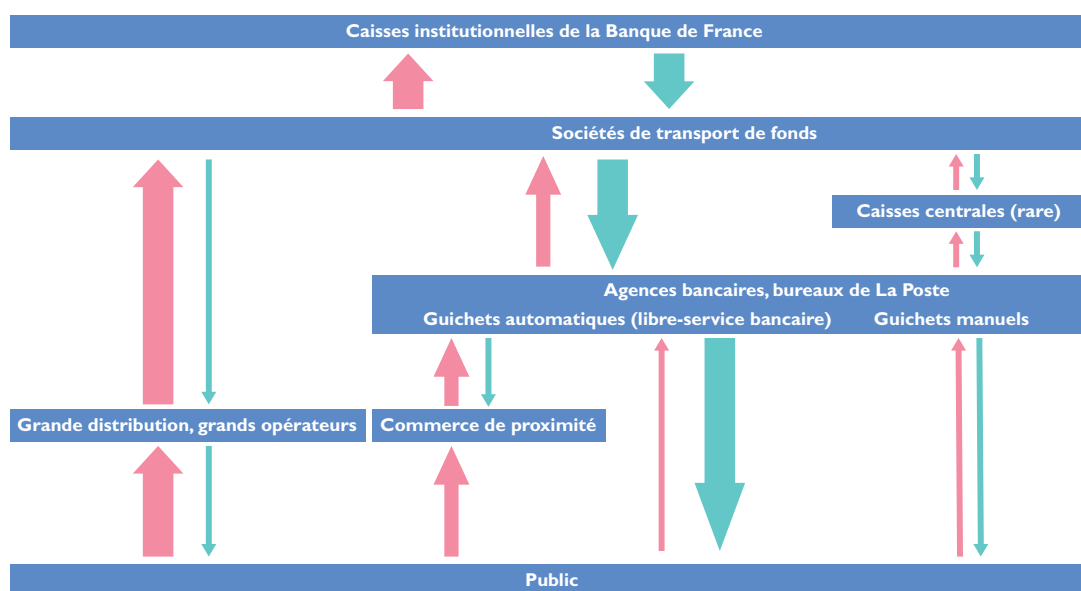 Caisses institutionnelles de la Banque de France
Sociétés de transport de fonds
Caisses centrales (rare)
Agences bancaires, bureaux de La Poste
Guichets automatiques (libre-service bancaire) Guichets manuels
Grande distribution, grands opérateurs Commerce de proximité
Public